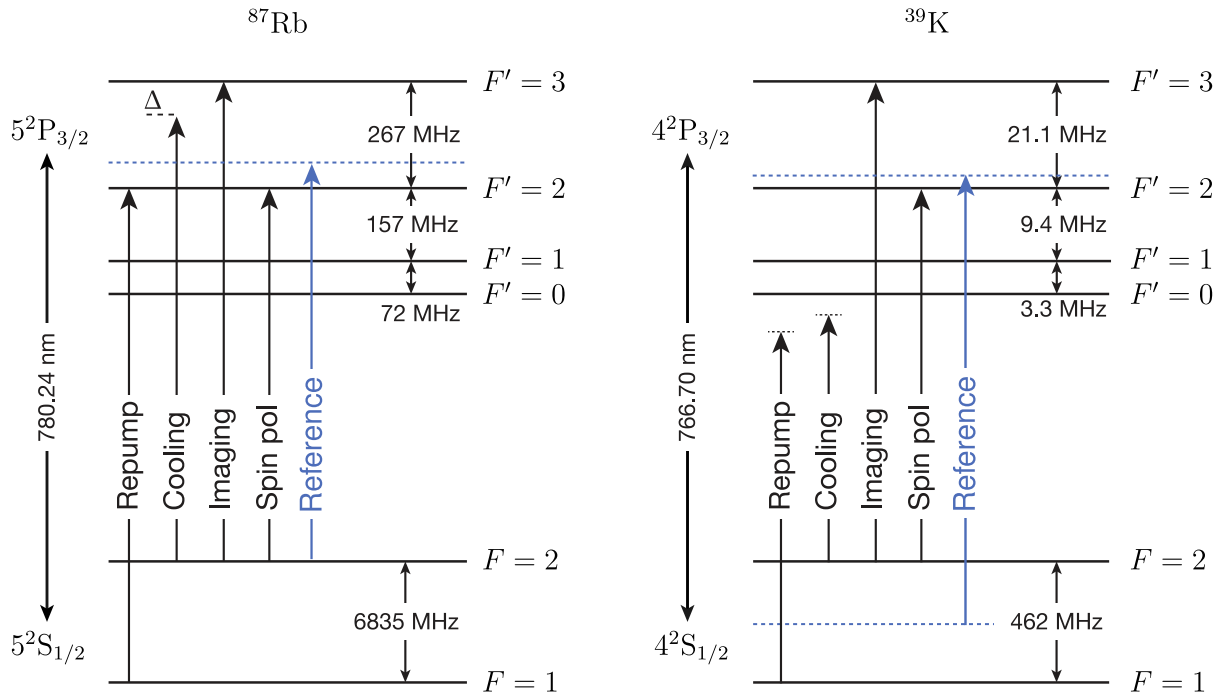 ⁸⁷Rb
F′ = 3
Δ
5²P₃/₂
267 MHz
F′ = 2
157 MHz
F′ = 1
F′ = 0
72 MHz
780.24 nm
Repump
Cooling
Imaging
Spin pol
Reference
F = 2
6835 MHz
5²S₁/₂
F = 1
³⁹K
F′ = 3
4²P₃/₂
21.1 MHz
F′ = 2
9.4 MHz
F′ = 1
F′ = 0
3.3 MHz
766.70 nm
Repump
Cooling
Imaging
Spin pol
Reference
F = 2
462 MHz
4²S₁/₂
F = 1